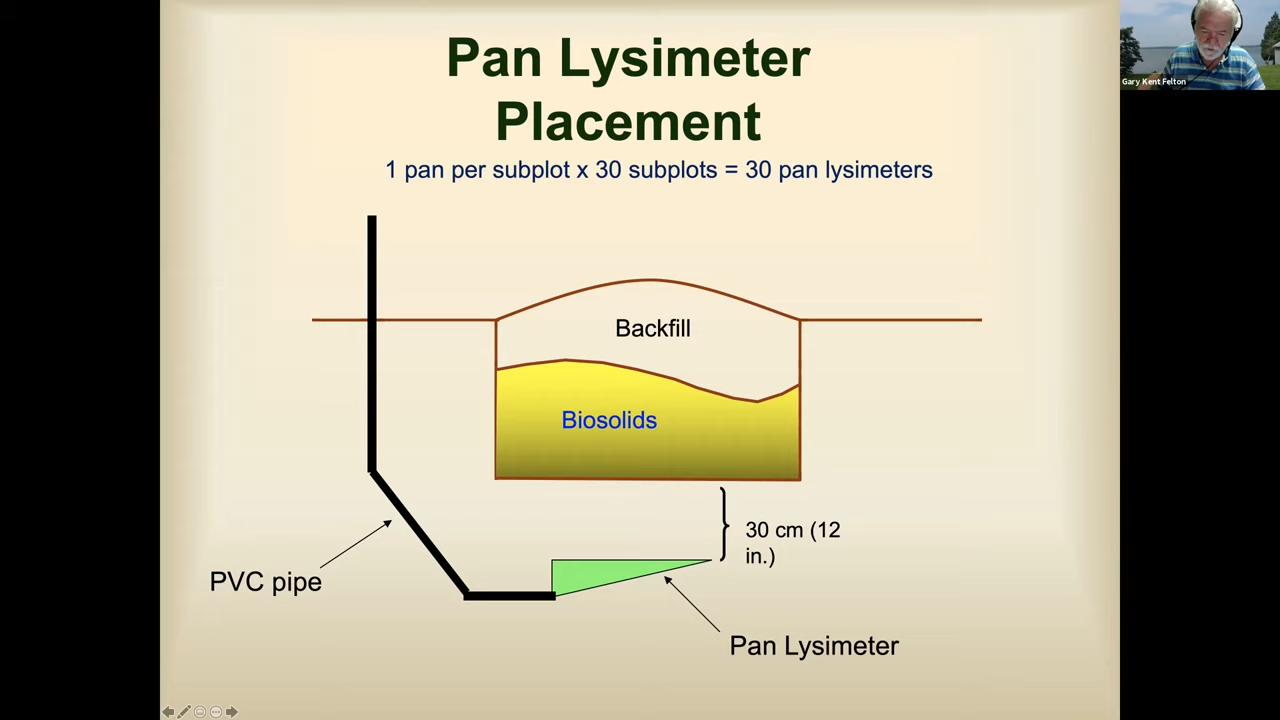 Pan Lysimeter
Placement
1 pan per subplot x 30 subplots = 30 pan lysimeters
Gary Kent Felton
Backfill
Biosolids
30 cm (12
in.)
PVC pipe
Pan Lysimeter